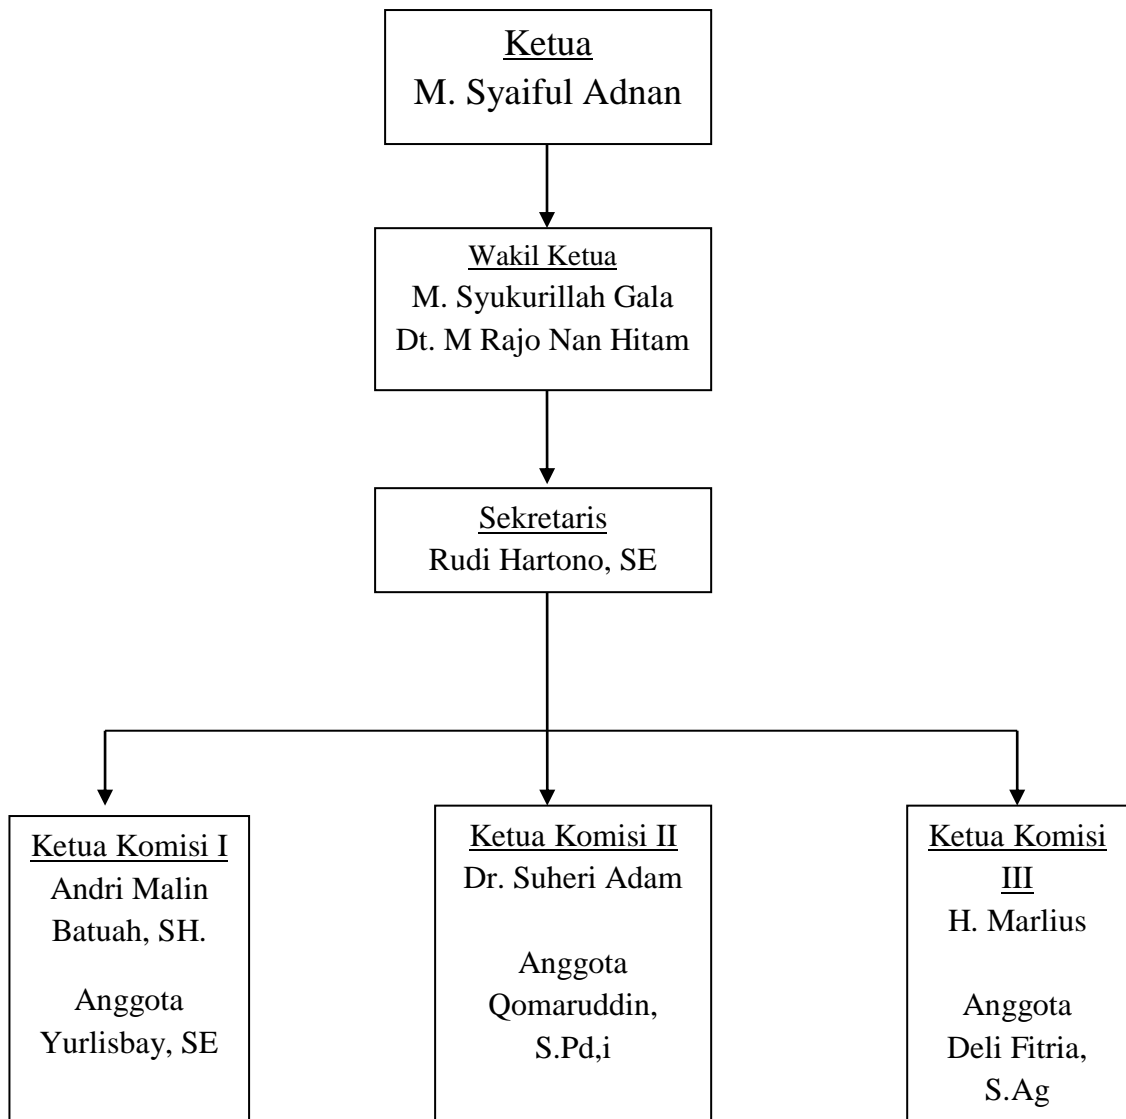 Ketua
M. Syaiful Adnan
Wakil Ketua
M. Syukurillah Gala
Dt. M Rajo Nan Hitam
Sekretaris
Rudi Hartono, SE
Ketua Komisi I
Andri Malin
Batuah, SH.
Anggota
Yurlisbay, SE
Ketua Komisi II
Dr. Suheri Adam
Anggota
Qomaruddin,
S.Pd,i
Ketua Komisi
III
H. Marlius
Anggota
Deli Fitria,
S.Ag